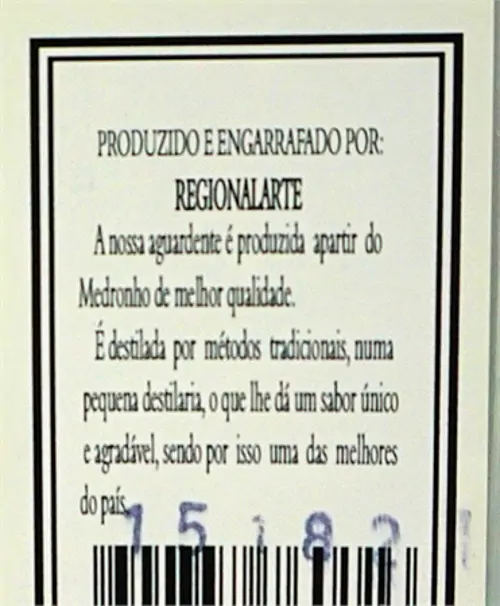 PRODUZIDO E ENGARRAFADO POR:
REGIONALARTE
A nossa aguardente é produzida apartir do
Medronho de melhor qualidade.
É destilada por métodos tradicionais, numa
pequena destilaria, o que lhe dá um sabor único
e agradável, sendo por isso uma das melhores
do país.
15182